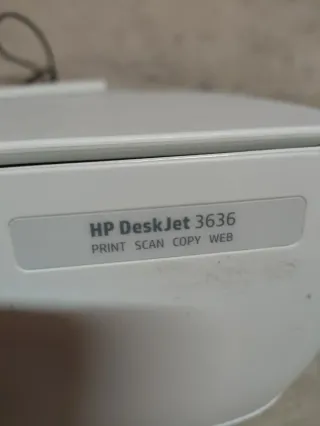 HP DeskJet 3636
PRINT SCAN COPY WEB